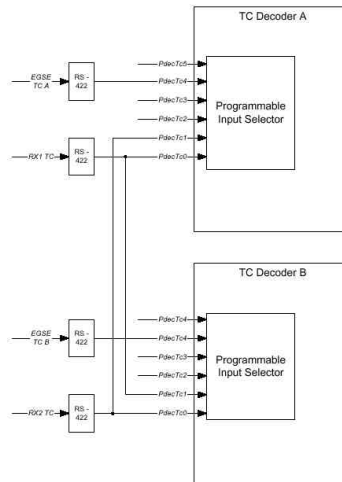 TC Decoder A
PdecTc5
EGSE
TC A
RS -
422
PdecTc4
PdecTc3
Programmable
Input Selector
PdecTc2
PdecTc1
RX1 TC
RS -
422
PdecTc0
TC Decoder B
PdecTc4
EGSE
TC B
RS -
422
PdecTc4
PdecTc3
Programmable
Input Selector
PdecTc2
PdecTc1
RX2 TC
RS -
422
PdecTc0